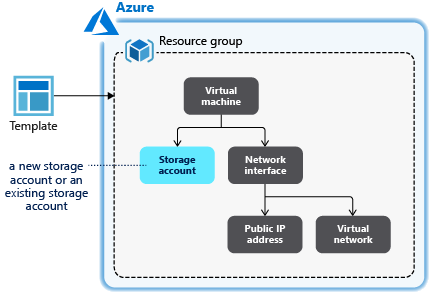 Azure
Resource group
Virtual
machine
Template
Storage
account
Network
interface
a new storage
account or an
existing storage
account
Public IP
address
Virtual
network